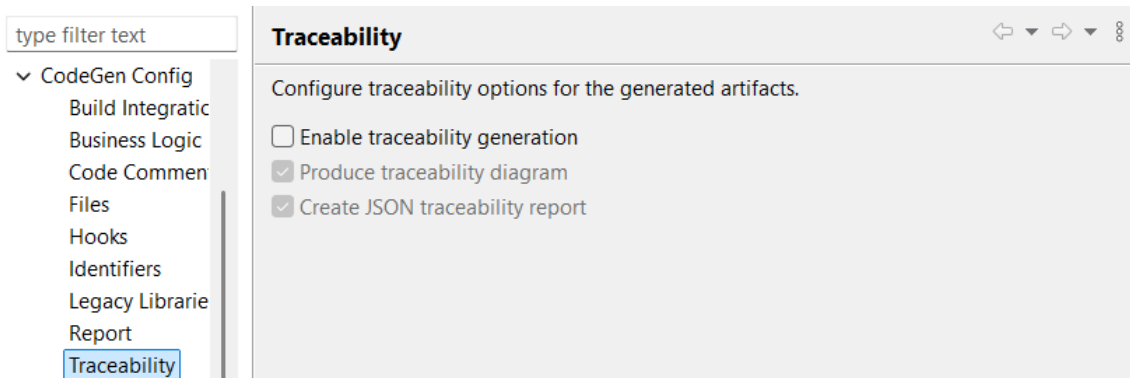 type filter text
CodeGen Config
Build Integratic
Business Logic
Code Commen
Files
Hooks
Identifiers
Legacy Librarie
Report
Traceability
Traceability
Configure traceability options for the generated artifacts.
Enable traceability generation
Produce traceability diagram
Create JSON traceability report